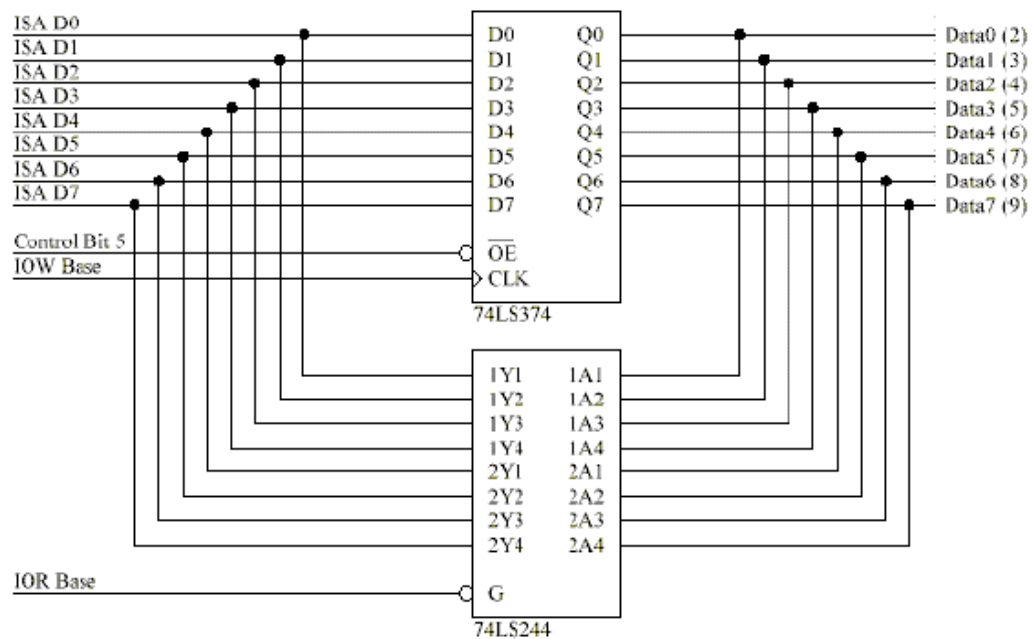 ISA D0
ISA D1
ISA D2
ISA D3
ISA D4
ISA D5
ISA D6
ISA D7
Control Bit 5
IOW Base
D0 Q0
D1 Q1
D2 Q2
D3 Q3
D4 Q4
D5 Q5
D6 Q6
D7 Q7
OE
CLK
74LS374
Data0 (2)
Data1 (3)
Data2 (4)
Data3 (5)
Data4 (6)
Data5 (7)
Data6 (8)
Data7 (9)
1Y1 1A1
1Y2 1A2
1Y3 1A3
1Y4 1A4
2Y1 2A1
2Y2 2A2
2Y3 2A3
2Y4 2A4
IOR Base
G
74LS244